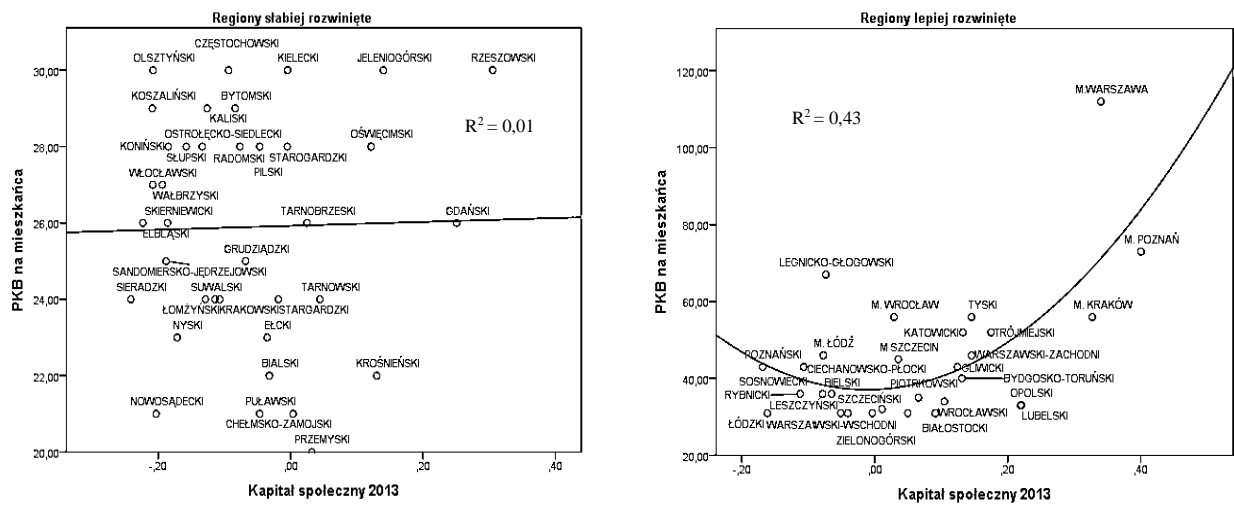 Regiony słabiej rozwinięte
CZĘSTOCHOWSKI
OLSZTYŃSKI KIELECKI JELENIOGÓRSKI RZESZOWSKI
30,00
KOSZALIŃSKI BYTOMSKI
KALISKI
R² = 0,01
OSTROŁĘCKO-SIEDLECKI OŚWIĘCIMSKI
28,00
KONIŃSKI
SŁUPSKI RADOMSKI STAROGARDZKI
WŁOCŁAWSKI PILSKI
WAŁBRZYSKI
SKIERNIEWICKI TARNOBRZESKI GDAŃSKI
26,00
ELBLĄSKI
GRUDZIĄDZKI
SANDOMIERSKO-JĘDRZEJOWSKI
SIERADZKI SUWALSKI TARNOWSKI
24,00
ŁOMŻYŃSKI KRAKOWSKI STARGARDZKI
NYSKI EŁCKI
BIALSKI KROŚNIEŃSKI
22,00
NOWOSĄDECKI PUŁAWSKI
CHEŁMSKO-ZAMOJSKI
PRZEMYSKI
20,00
-,20 ,00 ,20 ,40
PKB na mieszkańca
Kapitał społeczny 2013
Regiony lepiej rozwinięte
120,00
M.WARSZAWA
R² = 0,43
100,00
80,00
M. POZNAŃ
LEGNICKO-GŁOGOWSKI
60,00
M. WROCŁAW TYSKI M. KRAKÓW
KATOWICKI TRÓJMIEJSKI
M. ŁÓDŹ M SZCZECIN
POZNAŃSKI WARSZAWSKI-ZACHODNI
CIECHANOWSKO-PŁOCKI GLIWICKI
40,00
BYDGOSKO-TORUŃSKI
SOSNOWIECKI BIELSKI PIOTRKOWSKI
RYBNICKI SZCZECIŃSKI OPOLSKI
LESZCZYŃSKI WROCŁAWSKI LUBELSKI
ŁÓDZKI WARSZAWSKI-WSCHODNI BIAŁOSTOCKI
ZIELONOGÓRSKI
20,00
-,20 ,00 ,20 ,40
PKB na mieszkańca
Kapitał społeczny 2013